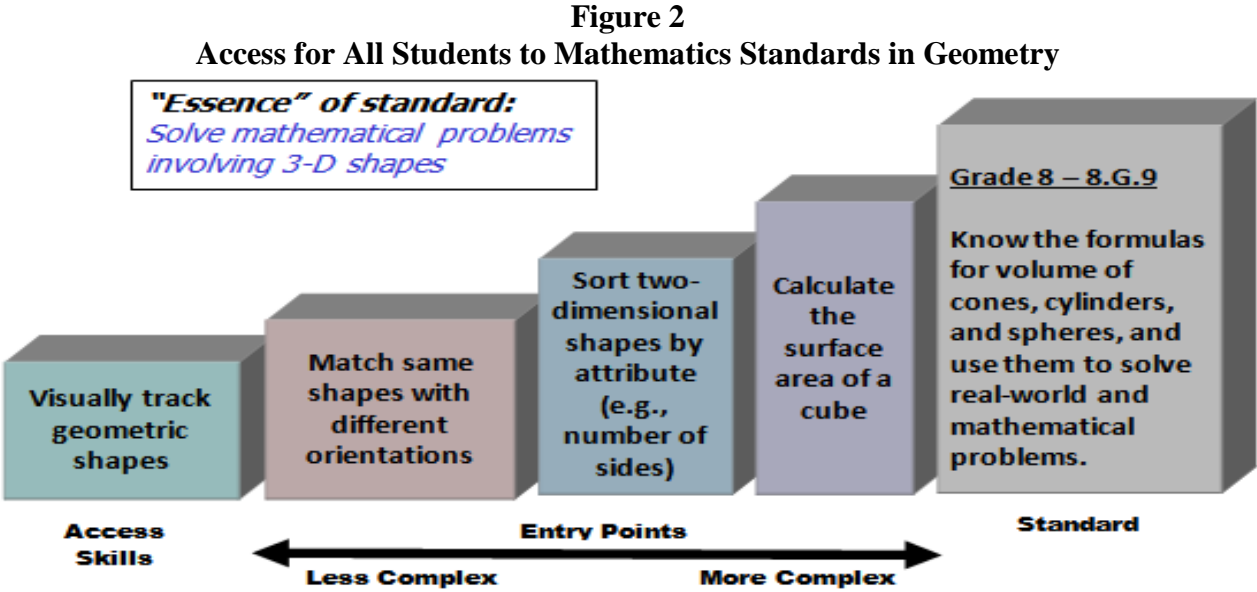 Figure 2
Access for All Students to Mathematics Standards in Geometry
"Essence" of standard:
Solve mathematical problems
involving 3-D shapes
Visually track
geometric
shapes
Match same
shapes with
different
orientations
Sort two-
dimensional
shapes by
attribute
(e.g.,
number of
sides)
Calculate
the
surface
area of a
cube
Grade 8 – 8.G.9
Know the formulas
for volume of
cones, cylinders,
and spheres, and
use them to solve
real-world and
mathematical
problems.
Access
Skills
Entry Points
Less Complex
More Complex
Standard